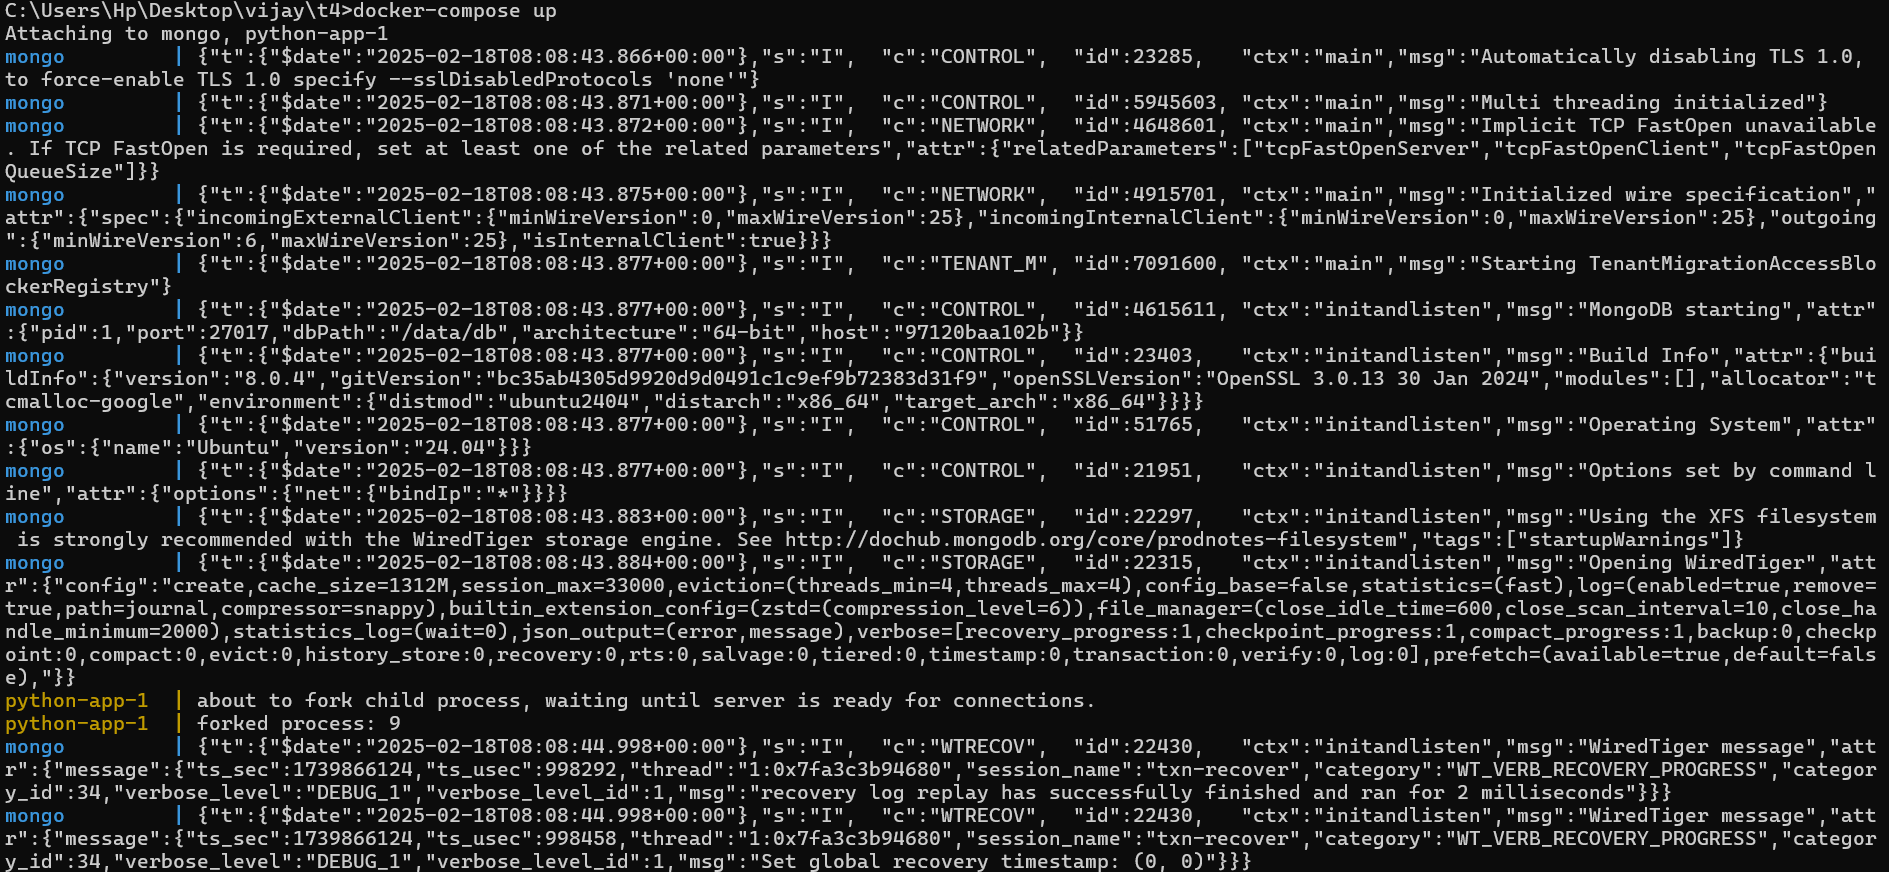 C:\Users\Hp\Desktop\vijay\t4>docker-compose up
Attaching to mongo, python-app-1
mongo         | {"t":{"$date":"2025-02-18T08:08:43.866+00:00"},"s":"I",  "c":"CONTROL",  "id":23285,   "ctx":"main","msg":"Automatically disabling TLS 1.0,
to force-enable TLS 1.0 specify --sslDisabledProtocols 'none'"}
mongo         | {"t":{"$date":"2025-02-18T08:08:43.871+00:00"},"s":"I",  "c":"CONTROL",  "id":5945603, "ctx":"main","msg":"Multi threading initialized"}
mongo         | {"t":{"$date":"2025-02-18T08:08:43.872+00:00"},"s":"I",  "c":"NETWORK",  "id":4648601, "ctx":"main","msg":"Implicit TCP FastOpen unavailable
. If TCP FastOpen is required, set at least one of the related parameters","attr":{"relatedParameters":["tcpFastOpenServer","tcpFastOpenClient","tcpFastOpen
QueueSize"]}}
mongo         | {"t":{"$date":"2025-02-18T08:08:43.875+00:00"},"s":"I",  "c":"NETWORK",  "id":4915701, "ctx":"main","msg":"Initialized wire specification","
attr":{"spec":{"incomingExternalClient":{"minWireVersion":0,"maxWireVersion":25},"incomingInternalClient":{"minWireVersion":0,"maxWireVersion":25},"outgoing
":{"minWireVersion":6,"maxWireVersion":25},"isInternalClient":true}}}
mongo         | {"t":{"$date":"2025-02-18T08:08:43.877+00:00"},"s":"I",  "c":"TENANT_M", "id":7091600, "ctx":"main","msg":"Starting TenantMigrationAccessBlo
ckerRegistry"}
mongo         | {"t":{"$date":"2025-02-18T08:08:43.877+00:00"},"s":"I",  "c":"CONTROL",  "id":4615611, "ctx":"initandlisten","msg":"MongoDB starting","attr"
:{"pid":1,"port":27017,"dbPath":"/data/db","architecture":"64-bit","host":"97120baa102b"}}
mongo         | {"t":{"$date":"2025-02-18T08:08:43.877+00:00"},"s":"I",  "c":"CONTROL",  "id":23403,   "ctx":"initandlisten","msg":"Build Info","attr":{"bui
ldInfo":{"version":"8.0.4","gitVersion":"bc35ab4305d9920d9d0491c1c9ef9b72383d31f9","openSSLVersion":"OpenSSL 3.0.13 30 Jan 2024","modules":[],"allocator":"t
cmalloc-google","environment":{"distmod":"ubuntu2404","distarch":"x86_64","target_arch":"x86_64"}}}}
mongo         | {"t":{"$date":"2025-02-18T08:08:43.877+00:00"},"s":"I",  "c":"CONTROL",  "id":51765,   "ctx":"initandlisten","msg":"Operating System","attr"
:{"os":{"name":"Ubuntu","version":"24.04"}}}
mongo         | {"t":{"$date":"2025-02-18T08:08:43.877+00:00"},"s":"I",  "c":"CONTROL",  "id":21951,   "ctx":"initandlisten","msg":"Options set by command l
ine","attr":{"options":{"net":{"bindIp":"*"}}}}
mongo         | {"t":{"$date":"2025-02-18T08:08:43.883+00:00"},"s":"I",  "c":"STORAGE",  "id":22297,   "ctx":"initandlisten","msg":"Using the XFS filesystem
 is strongly recommended with the WiredTiger storage engine. See http://dochub.mongodb.org/core/prodnotes-filesystem","tags":["startupWarnings"]}
mongo         | {"t":{"$date":"2025-02-18T08:08:43.884+00:00"},"s":"I",  "c":"STORAGE",  "id":22315,   "ctx":"initandlisten","msg":"Opening WiredTiger","att
r":{"config":"create,cache_size=1312M,session_max=33000,eviction=(threads_min=4,threads_max=4),config_base=false,statistics=(fast),log=(enabled=true,remove=
true,path=journal,compressor=snappy),builtin_extension_config=(zstd=(compression_level=6)),file_manager=(close_idle_time=600,close_scan_interval=10,close_ha
ndle_minimum=2000),statistics_log=(wait=0),json_output=(error,message),verbose=[recovery_progress:1,checkpoint_progress:1,compact_progress:1,backup:0,checkp
oint:0,compact:0,evict:0,history_store:0,recovery:0,rts:0,salvage:0,tiered:0,timestamp:0,transaction:0,verify:0,log:0],prefetch=(available=true,default=fals
e),"}}
python-app-1  | about to fork child process, waiting until server is ready for connections.
python-app-1  | forked process: 9
mongo         | {"t":{"$date":"2025-02-18T08:08:44.998+00:00"},"s":"I",  "c":"WTRECOV",  "id":22430,   "ctx":"initandlisten","msg":"WiredTiger message","att
r":{"message":{"ts_sec":1739866124,"ts_usec":998292,"thread":"1:0x7fa3c3b94680","session_name":"txn-recover","category":"WT_VERB_RECOVERY_PROGRESS","categor
y_id":34,"verbose_level":"DEBUG_1","verbose_level_id":1,"msg":"recovery log replay has successfully finished and ran for 2 milliseconds"}}}
mongo         | {"t":{"$date":"2025-02-18T08:08:44.998+00:00"},"s":"I",  "c":"WTRECOV",  "id":22430,   "ctx":"initandlisten","msg":"WiredTiger message","att
r":{"message":{"ts_sec":1739866124,"ts_usec":998458,"thread":"1:0x7fa3c3b94680","session_name":"txn-recover","category":"WT_VERB_RECOVERY_PROGRESS","categor
y_id":34,"verbose_level":"DEBUG_1","verbose_level_id":1,"msg":"Set global recovery timestamp: (0, 0)"}}}